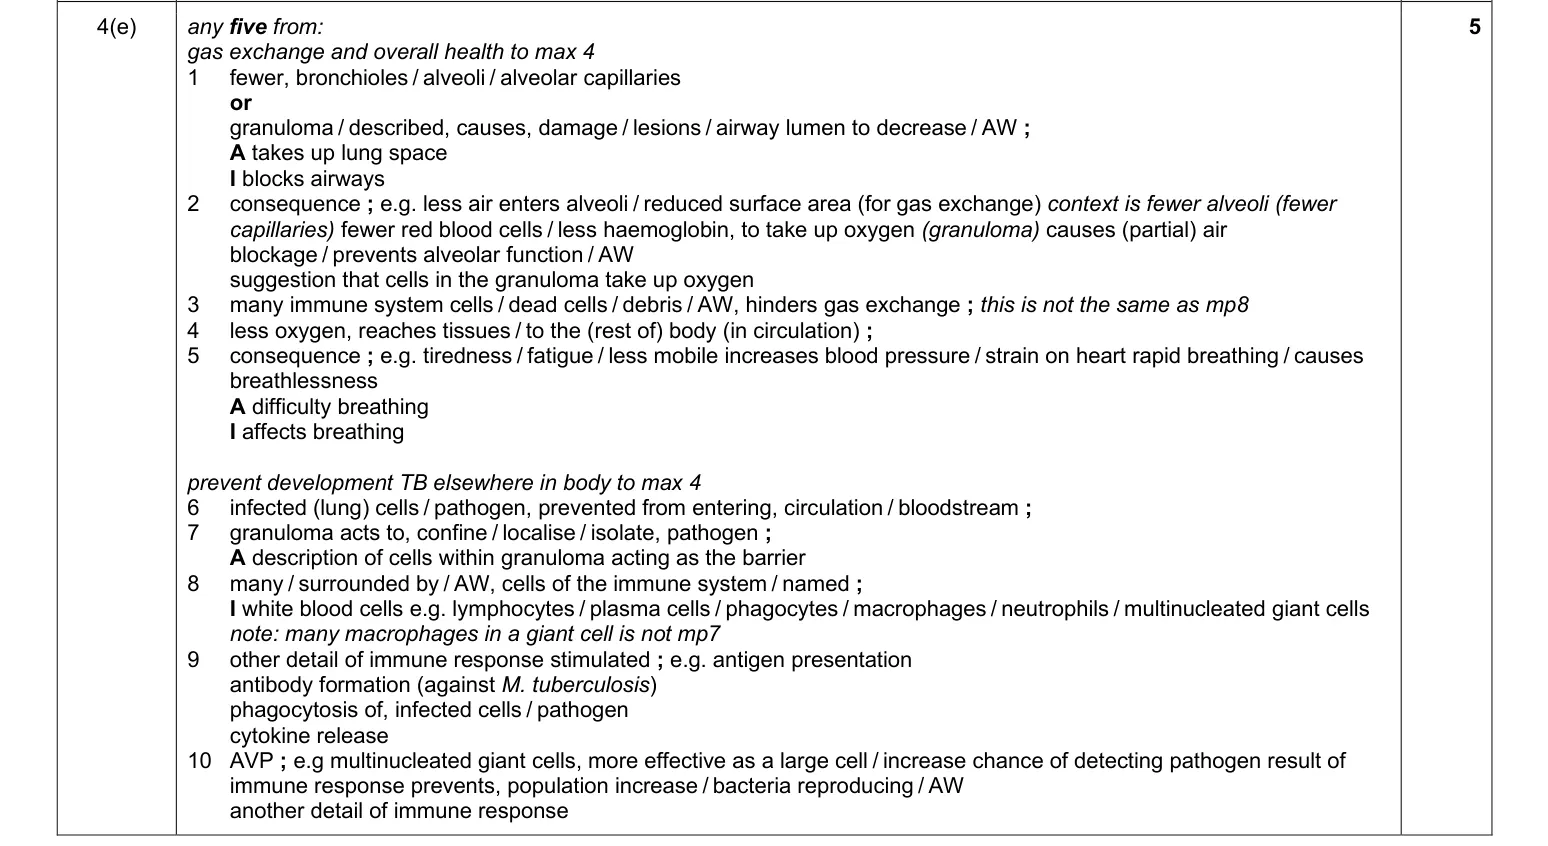 4(e) any five from: 5
gas exchange and overall health to max 4
1 fewer, bronchioles / alveoli / alveolar capillaries
or
granuloma / described, causes, damage / lesions / airway lumen to decrease / AW ;
A takes up lung space
I blocks airways
2 consequence ; e.g. less air enters alveoli / reduced surface area (for gas exchange) context is fewer alveoli (fewer
capillaries) fewer red blood cells / less haemoglobin, to take up oxygen (granuloma) causes (partial) air
blockage / prevents alveolar function / AW
suggestion that cells in the granuloma take up oxygen
3 many immune system cells / dead cells / debris / AW, hinders gas exchange ; this is not the same as mp8
4 less oxygen, reaches tissues / to the (rest of) body (in circulation) ;
5 consequence ; e.g. tiredness / fatigue / less mobile increases blood pressure / strain on heart rapid breathing / causes
breathlessness
A difficulty breathing
I affects breathing
prevent development TB elsewhere in body to max 4
6 infected (lung) cells / pathogen, prevented from entering, circulation / bloodstream ;
7 granuloma acts to, confine / localise / isolate, pathogen ;
A description of cells within granuloma acting as the barrier
8 many / surrounded by / AW, cells of the immune system / named ;
I white blood cells e.g. lymphocytes / plasma cells / phagocytes / macrophages / neutrophils / multinucleated giant cells
note: many macrophages in a giant cell is not mp7
9 other detail of immune response stimulated ; e.g. antigen presentation
antibody formation (against M. tuberculosis)
phagocytosis of, infected cells / pathogen
cytokine release
10 AVP ; e.g multinucleated giant cells, more effective as a large cell / increase chance of detecting pathogen result of
immune response prevents, population increase / bacteria reproducing / AW
another detail of immune response